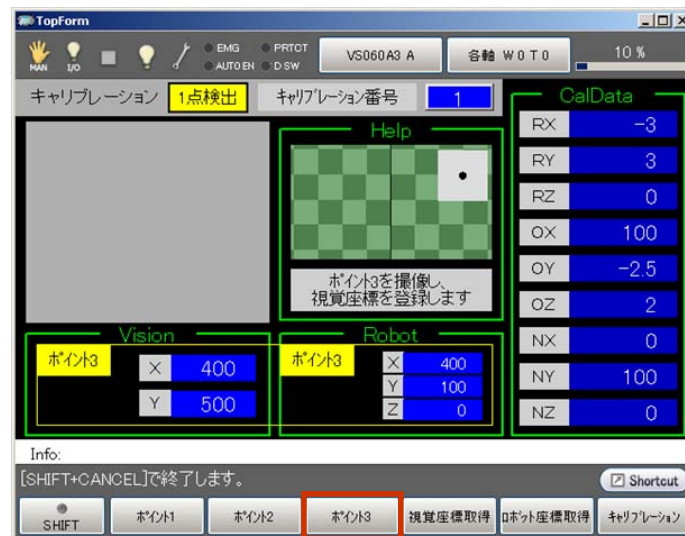 TopForm
MAN I/O EMG AUTO EN PRTCT D SW VS060A3 A 各軸 W 0 T 0 10 %
キャリブレーション 1点検出 キャリブレーション番号 1
CalData
RX -3
RY 3
RZ 0
OX 100
OY -2.5
OZ 2
NX 0
NY 100
NZ 0
Help
ポイント3を撮像し、
視覚座標を登録します
Vision
ポイント3
X 400
Y 500
Robot
ポイント3
X 400
Y 100
Z 0
Info:
[SHIFT+CANCEL]で終了します。
Shortcut
SHIFT ポイント1 ポイント2 ポイント3 視覚座標取得 ロボット座標取得 キャリブレーション